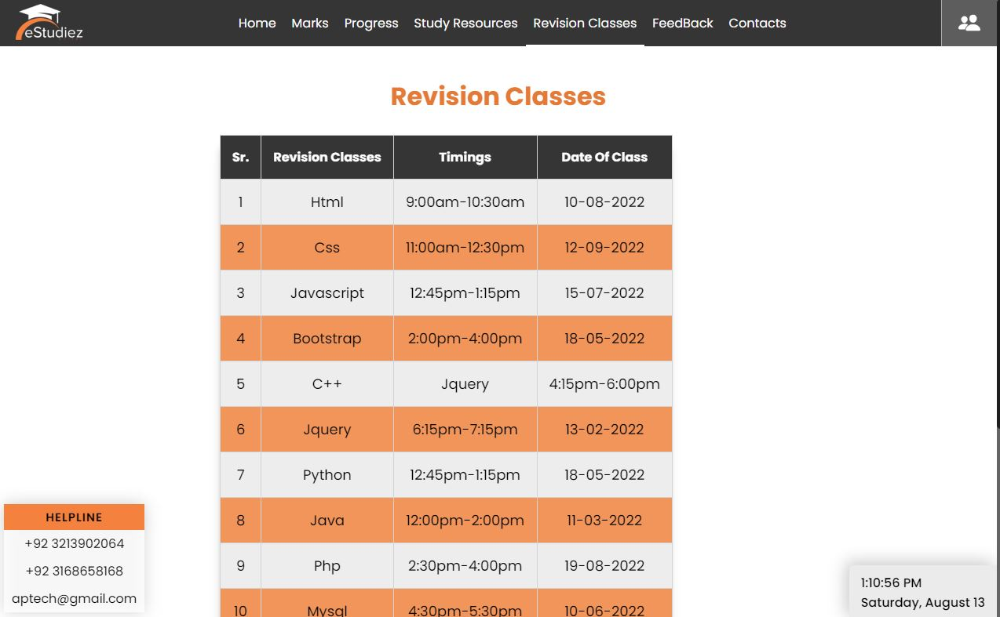 eStudiez
Home Marks Progress Study Resources Revision Classes FeedBack Contacts
Revision Classes
Sr. Revision Classes Timings Date Of Class
1 Html 9:00am-10:30am 10-08-2022
2 Css 11:00am-12:30pm 12-09-2022
3 Javascript 12:45pm-1:15pm 15-07-2022
4 Bootstrap 2:00pm-4:00pm 18-05-2022
5 C++ Jquery 4:15pm-6:00pm
6 Jquery 6:15pm-7:15pm 13-02-2022
7 Python 12:45pm-1:15pm 18-05-2022
8 Java 12:00pm-2:00pm 11-03-2022
9 Php 2:30pm-4:00pm 19-08-2022
10 Mysql 4:30pm-5:30pm 10-06-2022
HELPLINE
+92 3213902064
+92 3168658168
aptech@gmail.com
1:10:56 PM
Saturday, August 13